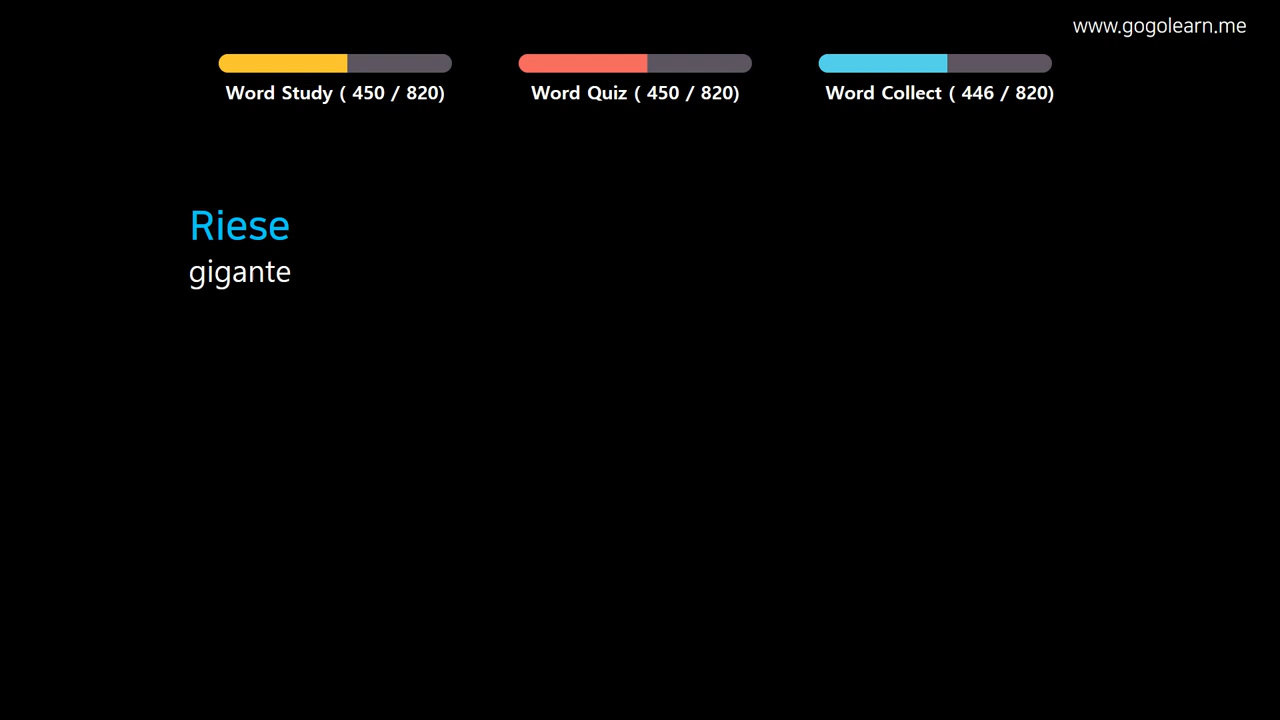 www.gogolearn.me
Word Study ( 450 / 820)
Word Quiz ( 450 / 820)
Word Collect ( 446 / 820)
Riese
gigante